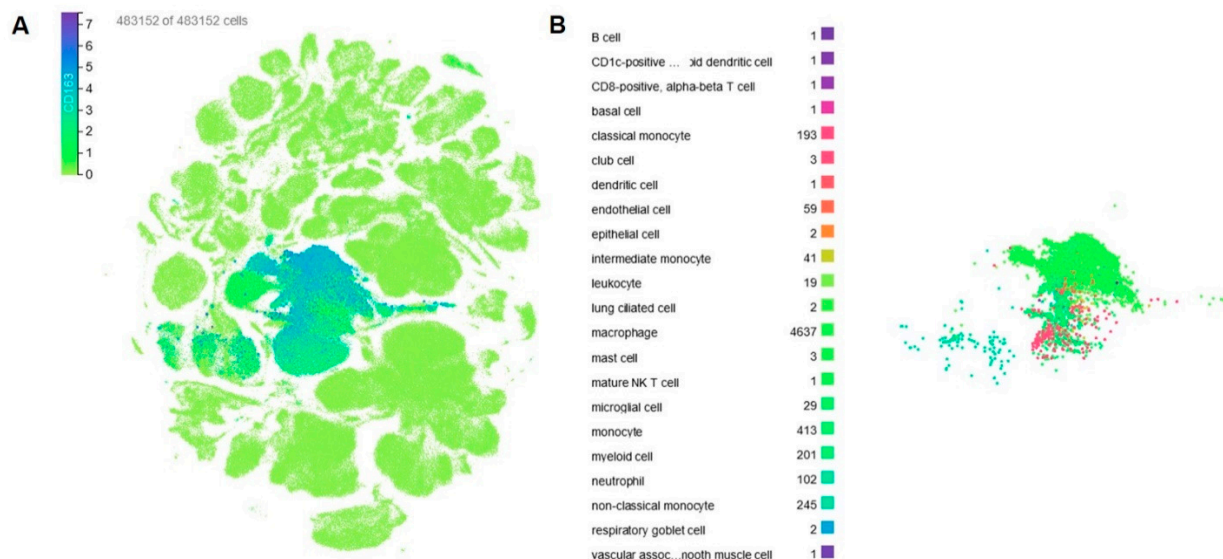 A
7
6
5
4
3
2
1
0
CD163
483152 of 483152 cells
B
B cell 1
CD1c-positive ... ɔid dendritic cell 1
CD8-positive, alpha-beta T cell 1
basal cell 1
classical monocyte 193
club cell 3
dendritic cell 1
endothelial cell 59
epithelial cell 2
intermediate monocyte 41
leukocyte 19
lung ciliated cell 2
macrophage 4637
mast cell 3
mature NK T cell 1
microglial cell 29
monocyte 413
myeloid cell 201
neutrophil 102
non-classical monocyte 245
respiratory goblet cell 2
vascular assoc...nooth muscle cell 1